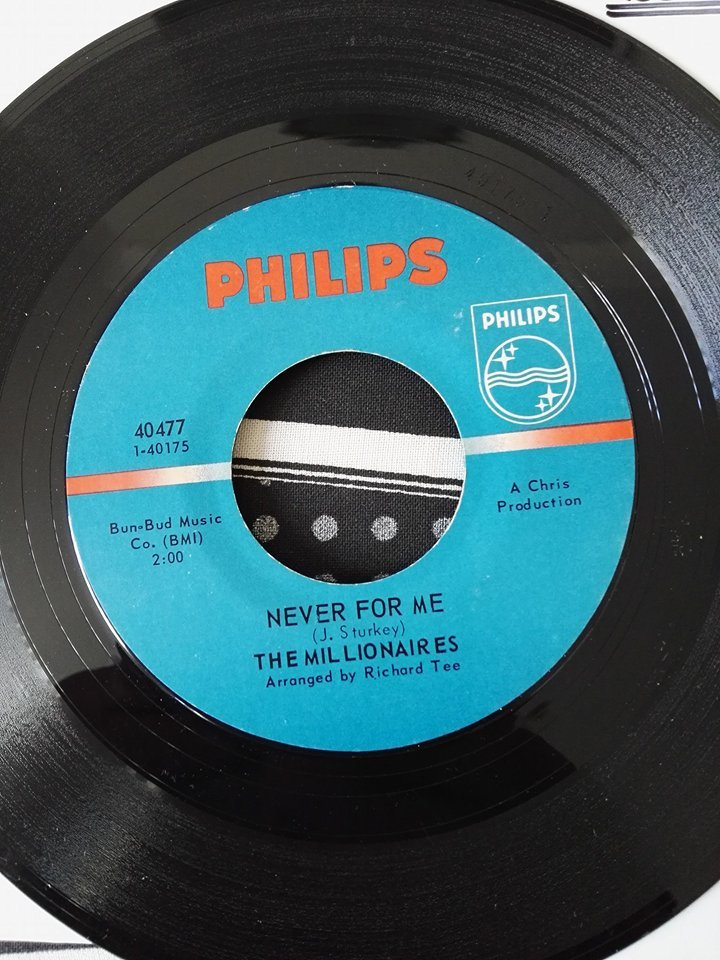 PHILIPS
PHILIPS
40477
1-40175
A Chris
Production
Bun-Bud Music
Co. (BMI)
2:00
NEVER FOR ME
(J. Sturkey)
THE MILLIONAIRES
Arranged by Richard Tee